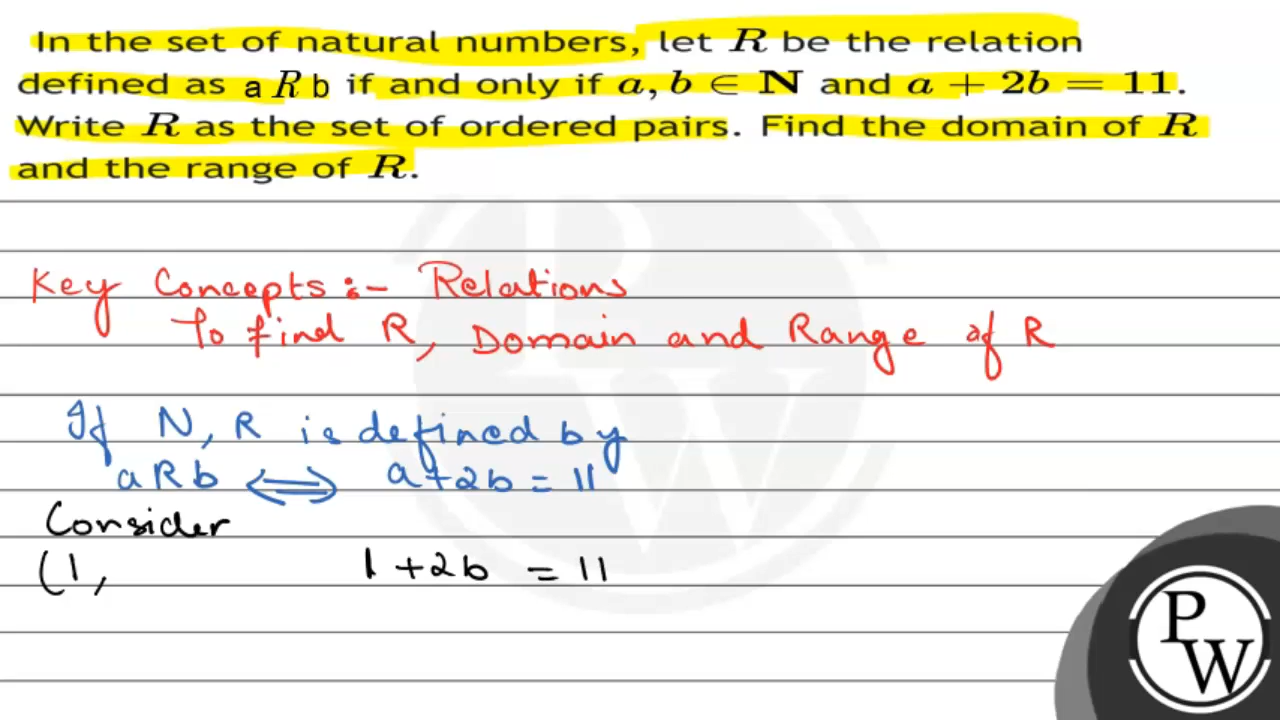 In the set of natural numbers, let R be the relation
defined as a R b if and only if a, b ∈ N and a + 2b = 11.
Write R as the set of ordered pairs. Find the domain of R
and the range of R.
Key Concepts :- Relations
To find R, Domain and Range of R
If N, R is defined by
aRb ⟺ a+2b = 11
Consider
(1, 1 +2b = 11
PW
PW